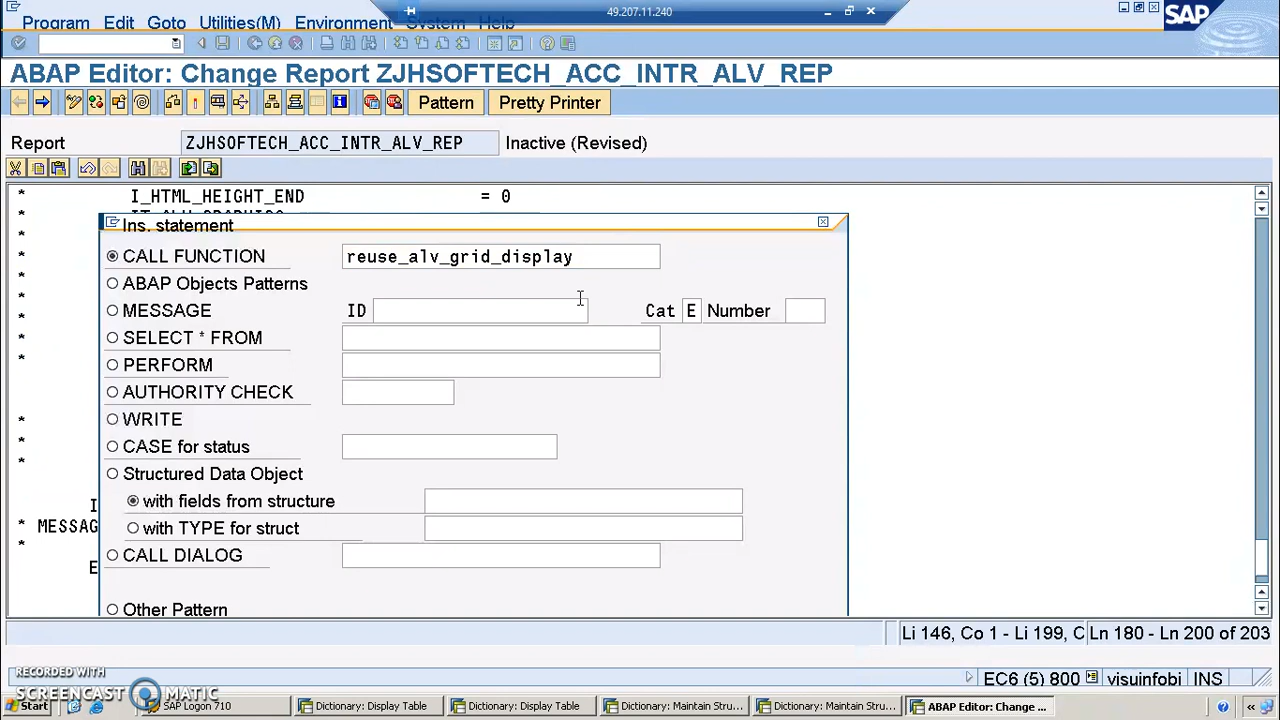 49.207.11.240
Program Edit Goto Utilities(M) Environment System Help
SAP
ABAP Editor: Change Report ZJHSOFTECH_ACC_INTR_ALV_REP
Pattern Pretty Printer
Report ZJHSOFTECH_ACC_INTR_ALV_REP Inactive (Revised)
* I_HTML_HEIGHT_END = 0
*
Ins. statement
*
CALL FUNCTION reuse_alv_grid_display
*
ABAP Objects Patterns
*
MESSAGE ID Cat E Number
*
SELECT * FROM
*
PERFORM
AUTHORITY CHECK
*
WRITE
*
CASE for status
*
Structured Data Object
I with fields from structure
* MESSAG with TYPE for struct
*
CALL DIALOG
E
Other Pattern
Li 146, Co 1 - Li 199, C Ln 180 - Ln 200 of 203
RECORDED WITH
SCREENCAST MATIC
EC6 (5) 800 visuinfobj INS
Start SAP Logon 710 Dictionary: Display Table Dictionary: Display Table Dictionary: Maintain Stru... Dictionary: Maintain Stru... ABAP Editor: Change ...